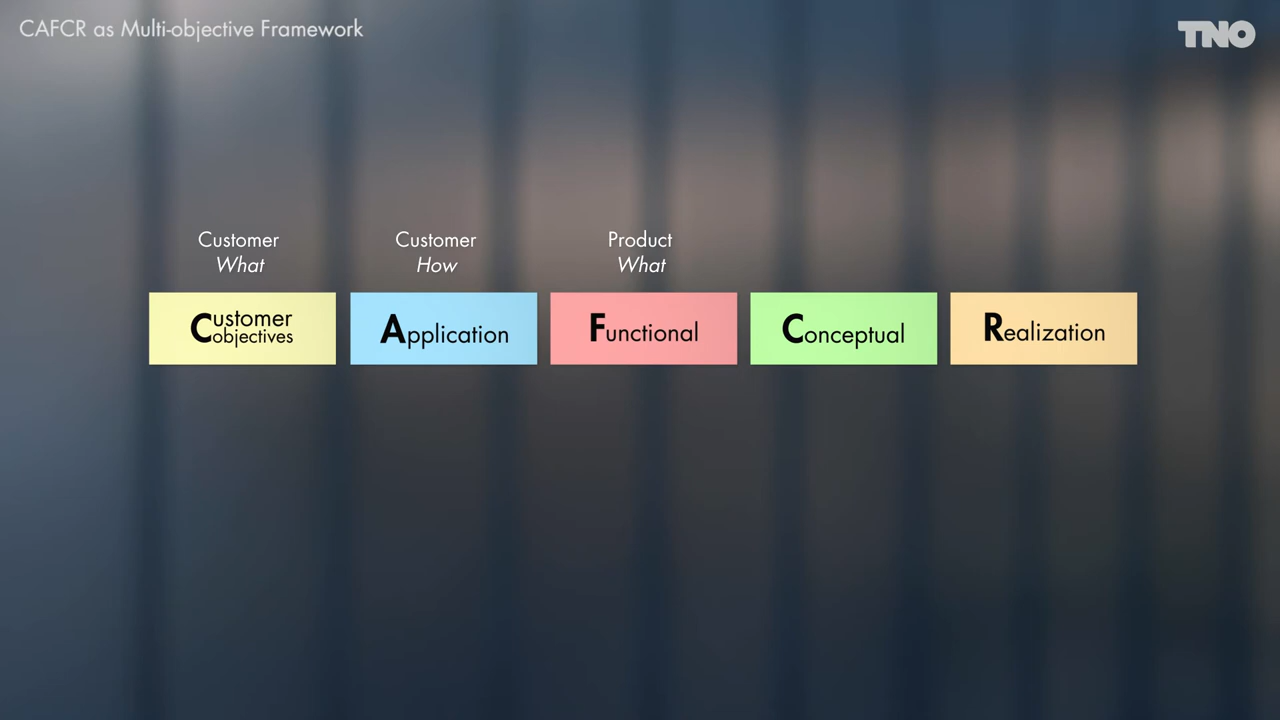 CAFCR as Multi-objective Framework
TNO
Customer
What
Customer
How
Product
What
Customer
objectives
Application
Functional
Conceptual
Realization